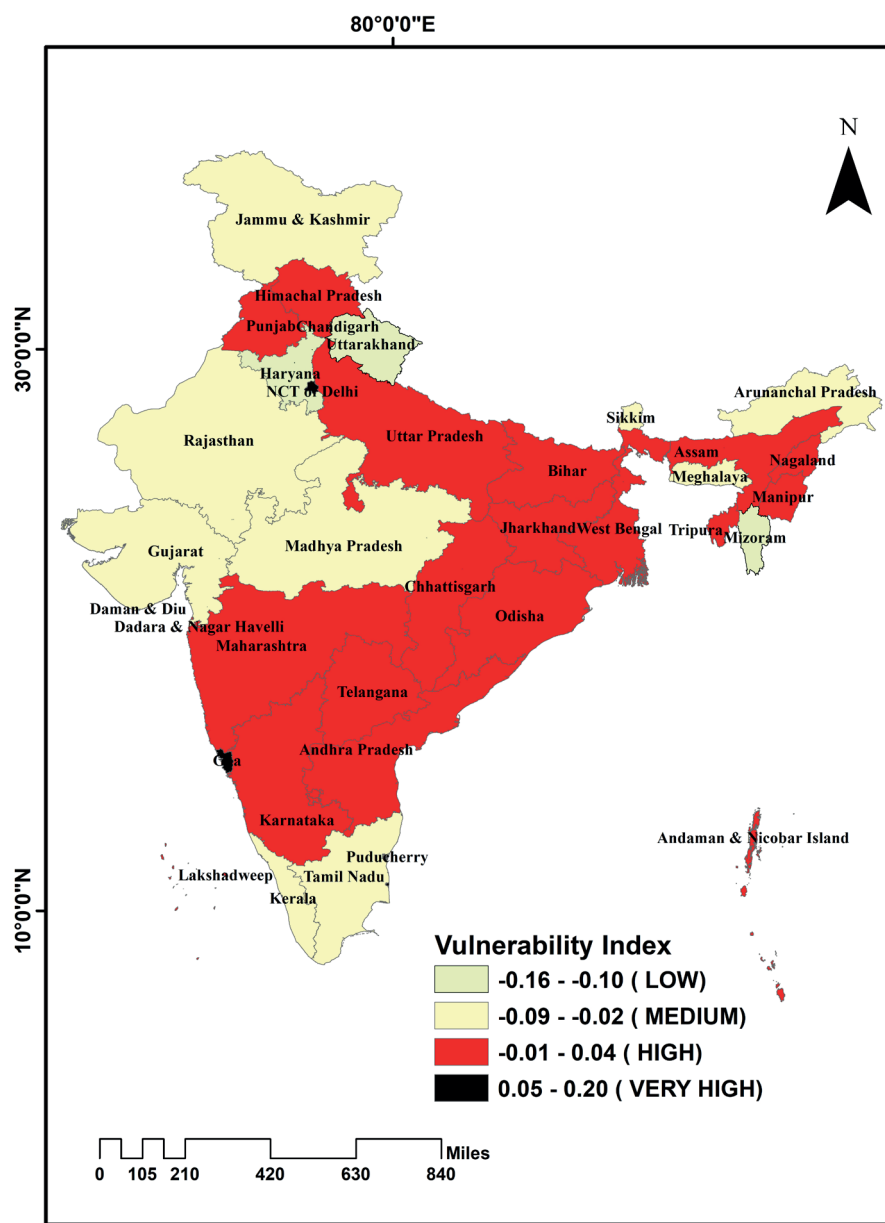 80°0'0"E
N
Jammu & Kashmir
Himachal Pradesh
Punjab
Chandigarh
Uttarakhand
30°0'0"N
Haryana
NCT of Delhi
Arunanchal Pradesh
Sikkim
Rajasthan
Uttar Pradesh
Assam
Nagaland
Bihar
Meghalaya
Manipur
Jharkhand
West Bengal
Tripura
Mizoram
Gujarat
Madhya Pradesh
Chhattisgarh
Daman & Diu
Odisha
Dadara & Nagar Havelli
Maharashtra
Telangana
Andhra Pradesh
Goa
Karnataka
Andaman & Nicobar Island
Puducherry
Lakshadweep
Tamil Nadu
Kerala
10°0'0"N
Vulnerability Index
-0.16 - -0.10 ( LOW)
-0.09 - -0.02 ( MEDIUM)
-0.01 - 0.04 ( HIGH)
0.05 - 0.20 ( VERY HIGH)
Miles
0 105 210 420 630 840